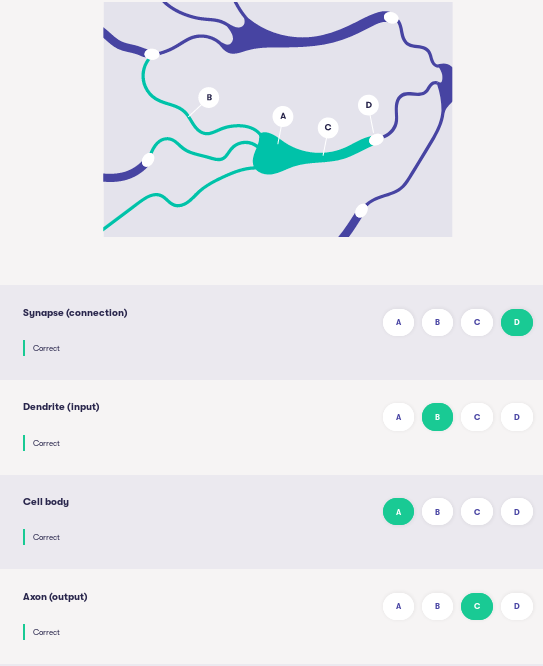 B
A
D
C
Synapse (connection)
A B C D
Correct
Dendrite (input)
A B C D
Correct
Cell body
A B C D
Correct
Axon (output)
A B C D
Correct